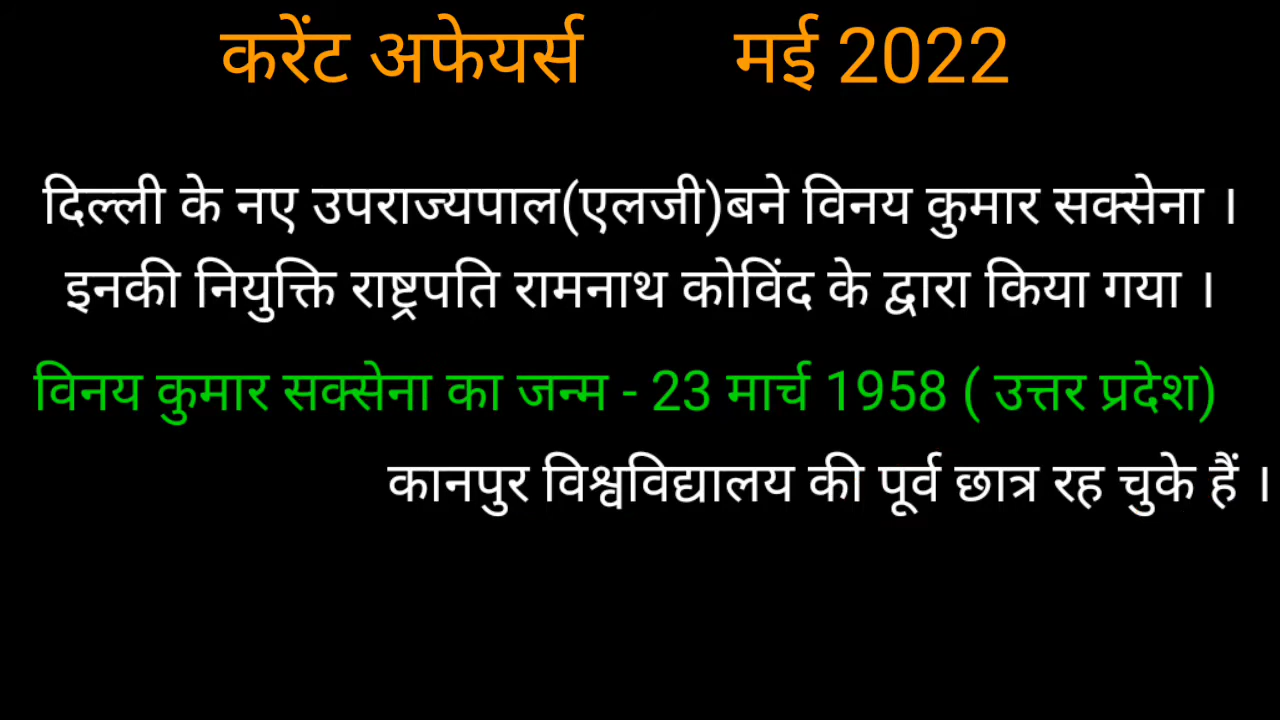 करेंट अफेयर्स मई 2022
दिल्ली के नए उपराज्यपाल(एलजी)बने विनय कुमार सक्सेना ।
इनकी नियुक्ति राष्ट्रपति रामनाथ कोविंद के द्वारा किया गया ।
विनय कुमार सक्सेना का जन्म - 23 मार्च 1958 ( उत्तर प्रदेश)
कानपुर विश्वविद्यालय की पूर्व छात्र रह चुके हैं ।